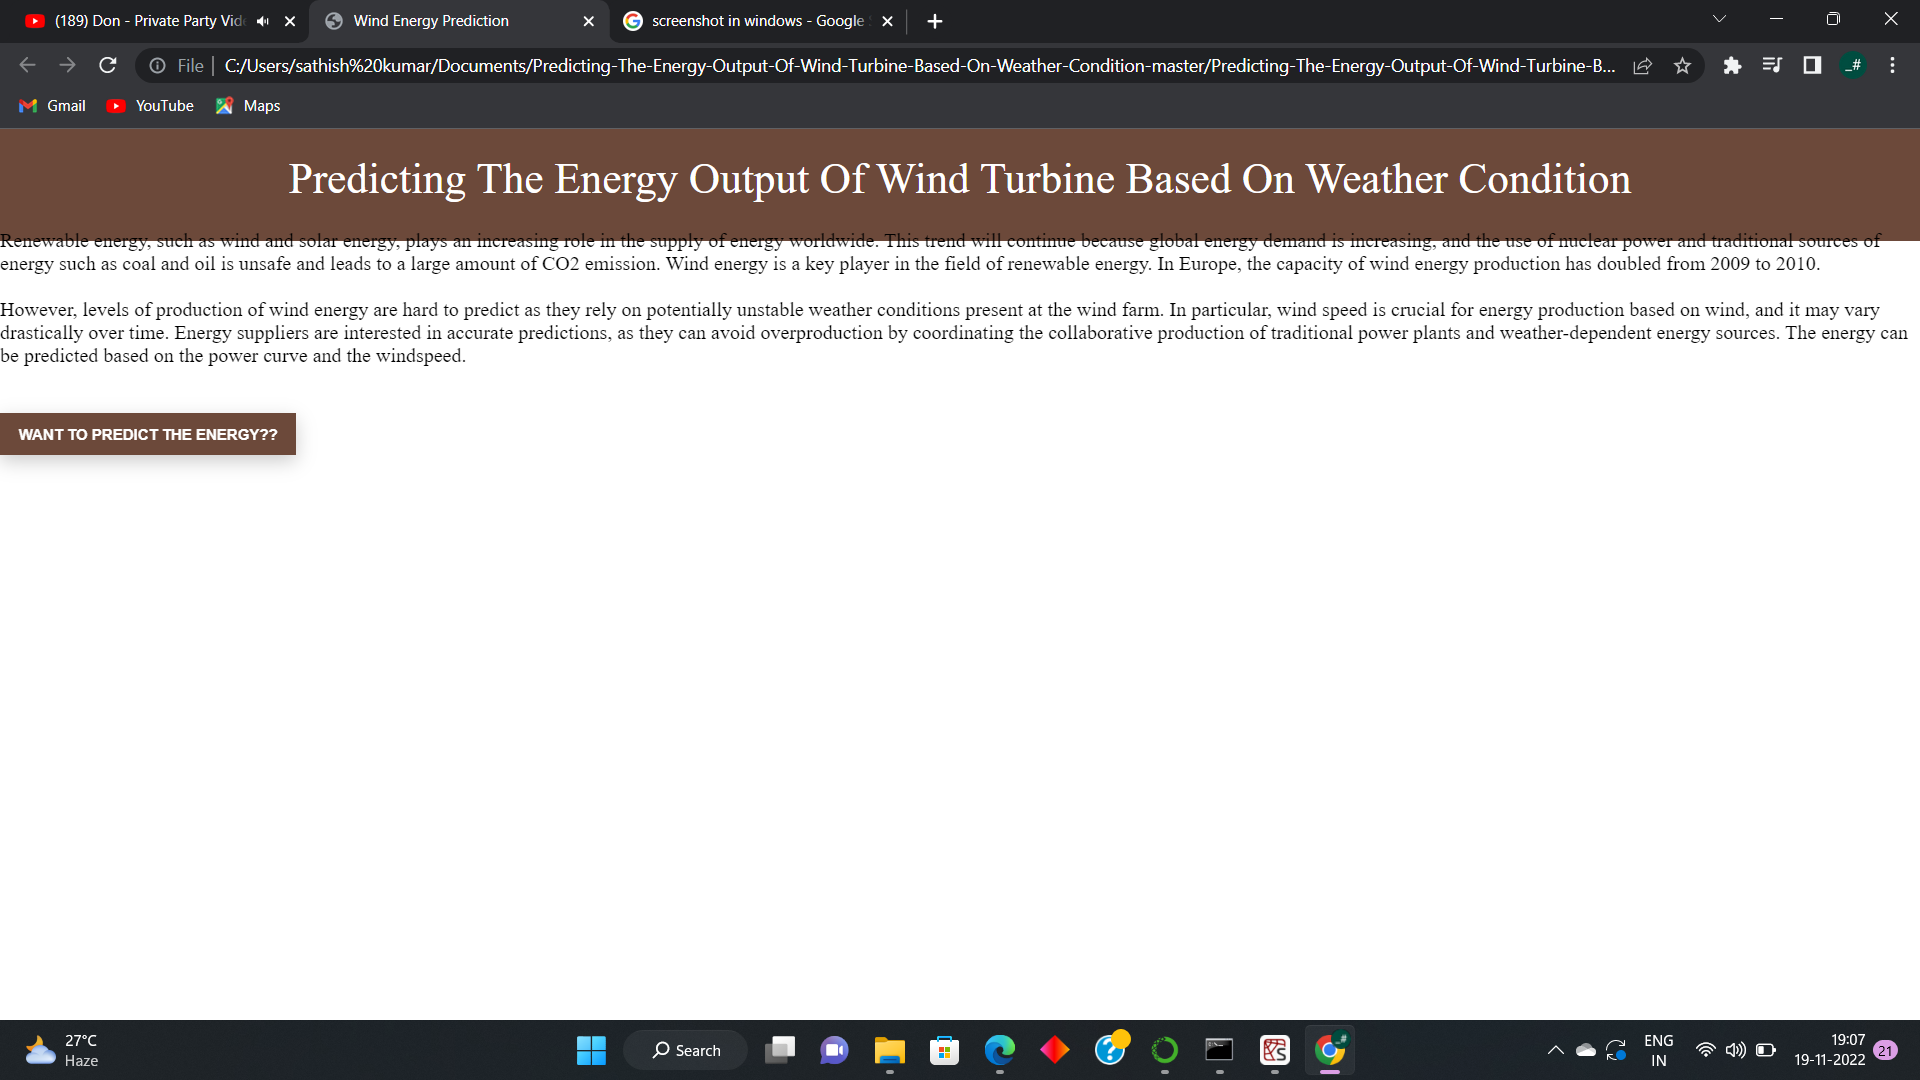 (189) Don - Private Party Vid
Wind Energy Prediction
screenshot in windows - Google
File
C:/Users/sathish%20kumar/Documents/Predicting-The-Energy-Output-Of-Wind-Turbine-Based-On-Weather-Condition-master/Predicting-The-Energy-Output-Of-Wind-Turbine-B...
_#
Gmail
YouTube
Maps
Predicting The Energy Output Of Wind Turbine Based On Weather Condition
Renewable energy, such as wind and solar energy, plays an increasing role in the supply of energy worldwide. This trend will continue because global energy demand is increasing, and the use of nuclear power and traditional sources of
energy such as coal and oil is unsafe and leads to a large amount of CO2 emission. Wind energy is a key player in the field of renewable energy. In Europe, the capacity of wind energy production has doubled from 2009 to 2010.
However, levels of production of wind energy are hard to predict as they rely on potentially unstable weather conditions present at the wind farm. In particular, wind speed is crucial for energy production based on wind, and it may vary
drastically over time. Energy suppliers are interested in accurate predictions, as they can avoid overproduction by coordinating the collaborative production of traditional power plants and weather-dependent energy sources. The energy can
be predicted based on the power curve and the windspeed.
WANT TO PREDICT THE ENERGY??
27°C
Haze
Search
ENG
IN
19:07
19-11-2022
21